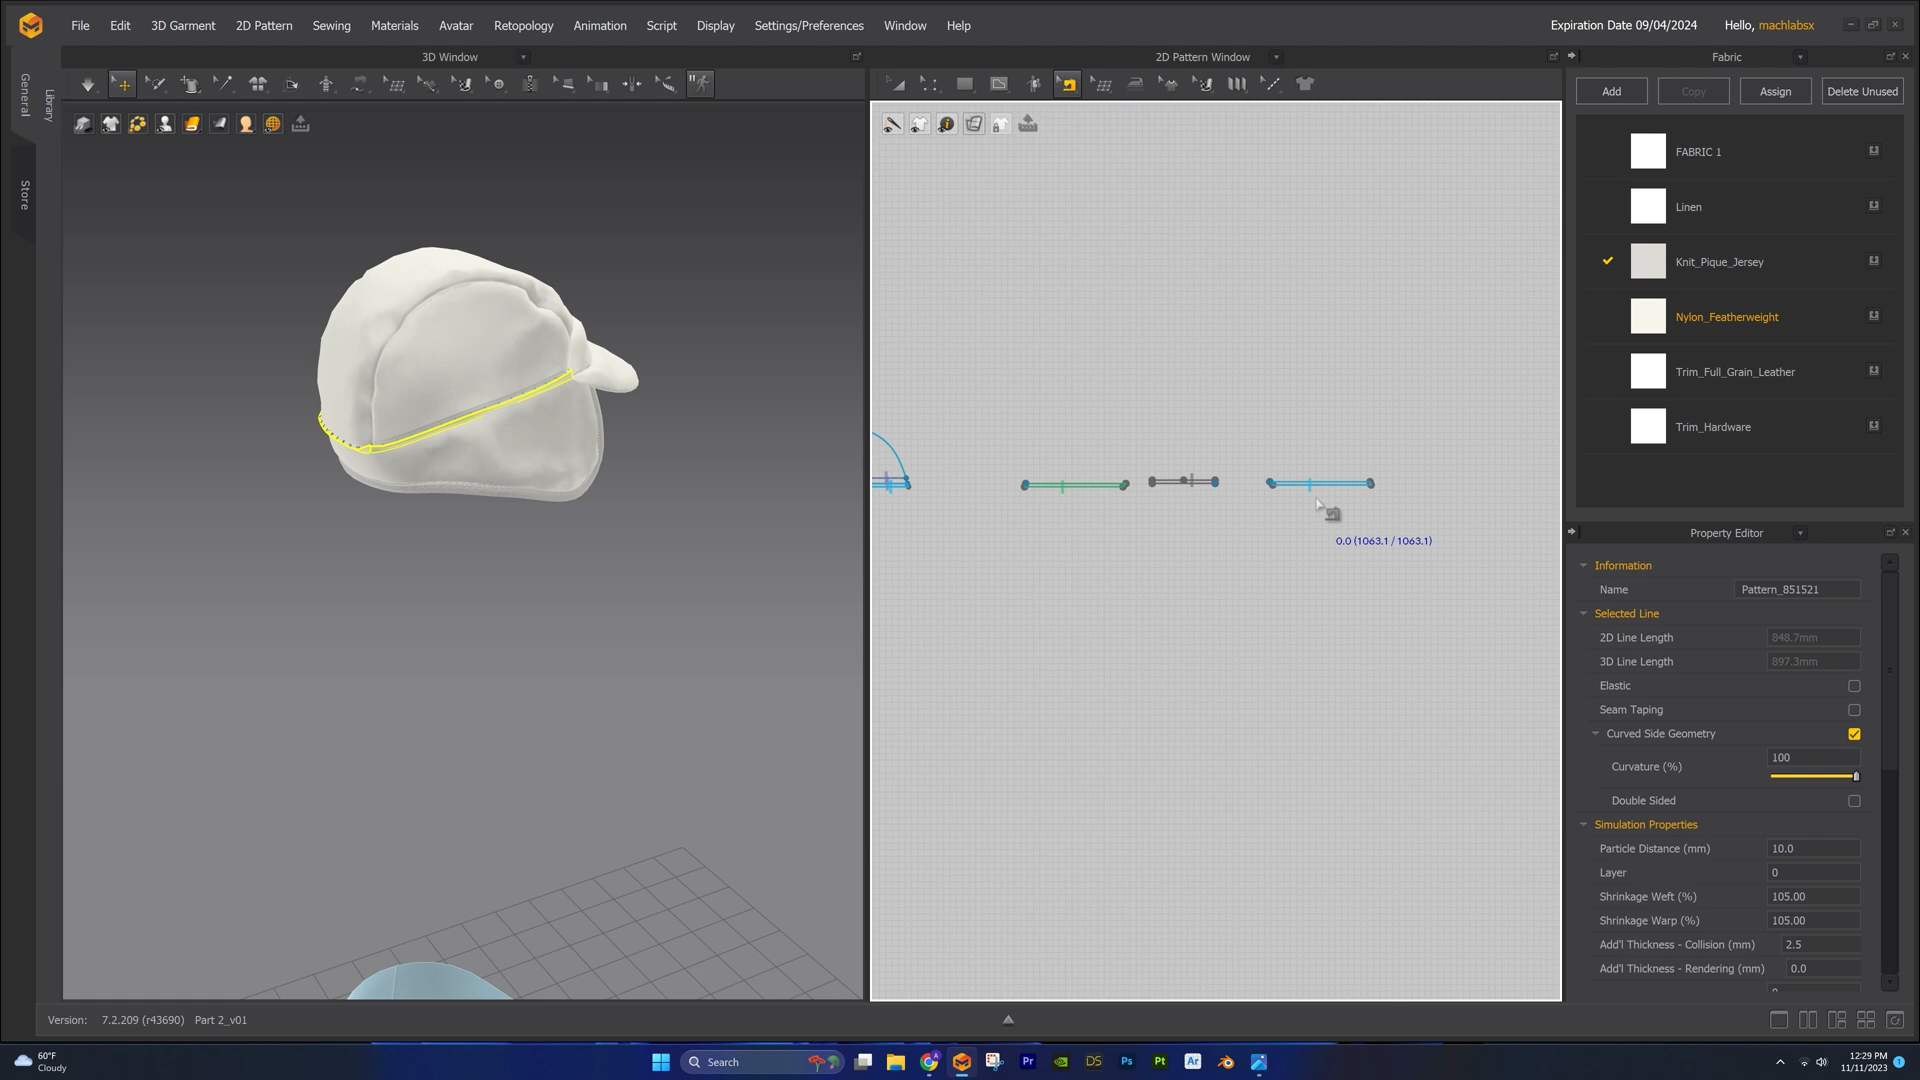 File Edit 3D Garment 2D Pattern Sewing Materials Avatar Retopology Animation Script Display Settings/Preferences Window Help
Expiration Date 09/04/2024 Hello, machlabsx
3D Window
2D Pattern Window
Fabric
General
Library
Store
Add Copy Assign Delete Unused
FABRIC 1
Linen
Knit_Pique_Jersey
Nylon_Featherweight
Trim_Full_Grain_Leather
Trim_Hardware
0.0 (1063.1 / 1063.1)
Property Editor
Information
Name Pattern_851521
Selected Line
2D Line Length 848.7mm
3D Line Length 897.3mm
Elastic
Seam Taping
Curved Side Geometry
Curvature (%) 100
Double Sided
Simulation Properties
Particle Distance (mm) 10.0
Layer 0
Shrinkage Weft (%) 105.00
Shrinkage Warp (%) 105.00
Add'l Thickness - Collision (mm) 2.5
Add'l Thickness - Rendering (mm) 0.0
Version: 7.2.209 (r43690) Part 2_v01
60°F
Cloudy
Search
Pr
DS
Ps
Pt
Ar
12:29 PM
11/11/2023
1